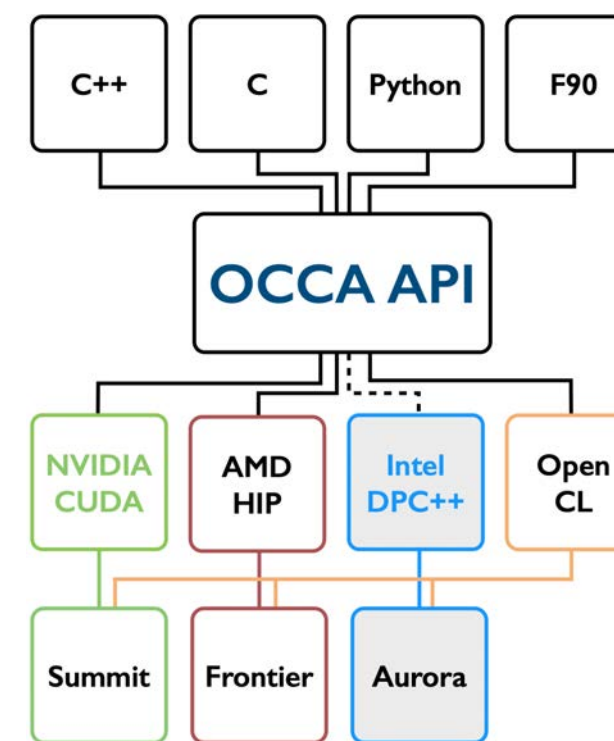 C++
C
Python
F90
OCCA API
NVIDIA
CUDA
AMD
HIP
Intel
DPC++
Open
CL
Summit
Frontier
Aurora